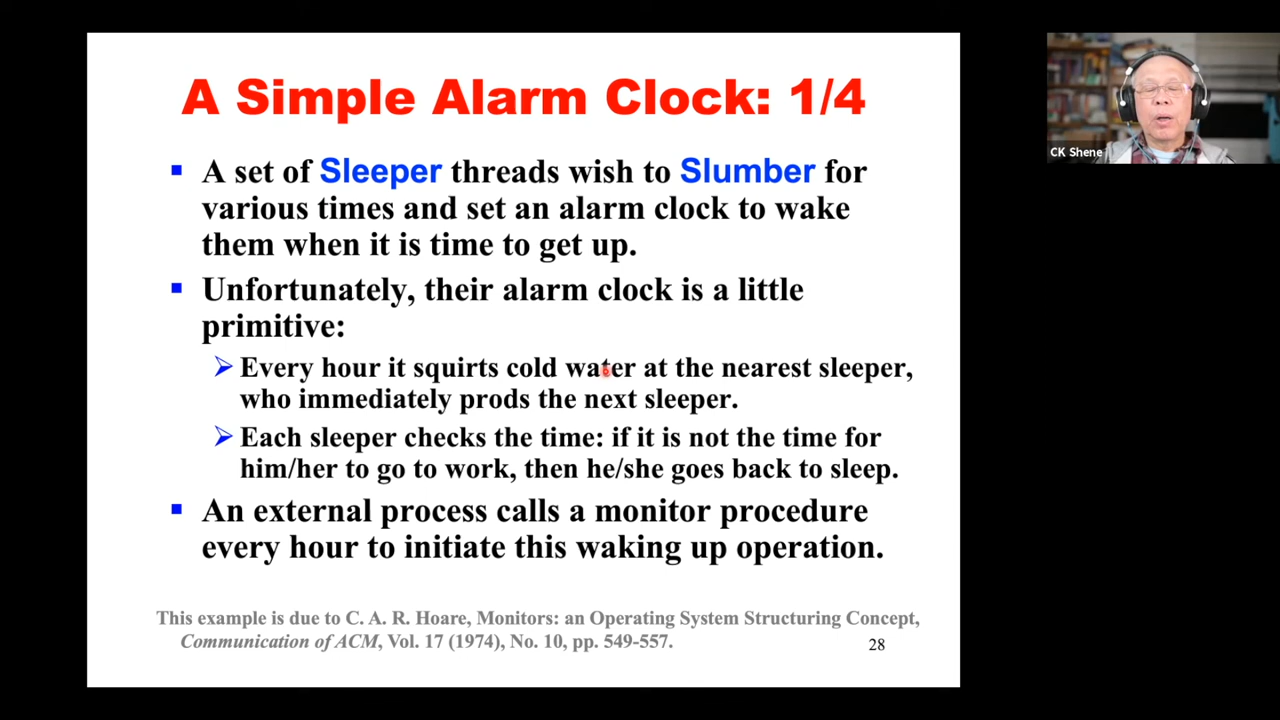 A Simple Alarm Clock: 1/4
A set of Sleeper threads wish to Slumber for
various times and set an alarm clock to wake
them when it is time to get up.
Unfortunately, their alarm clock is a little
primitive:
Every hour it squirts cold water at the nearest sleeper,
who immediately prods the next sleeper.
Each sleeper checks the time: if it is not the time for
him/her to go to work, then he/she goes back to sleep.
An external process calls a monitor procedure
every hour to initiate this waking up operation.
This example is due to C. A. R. Hoare, Monitors: an Operating System Structuring Concept,
Communication of ACM, Vol. 17 (1974), No. 10, pp. 549-557.
28
CK Shene